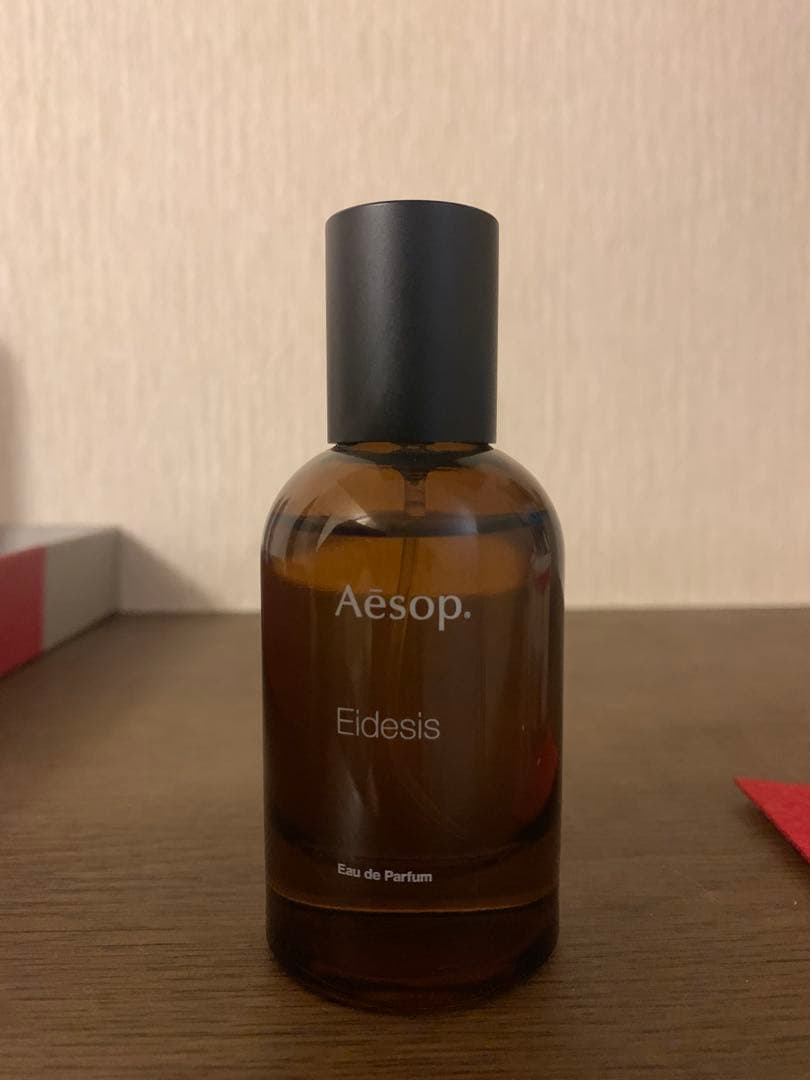 Aēsop.
Eidesis
Eau de Parfum